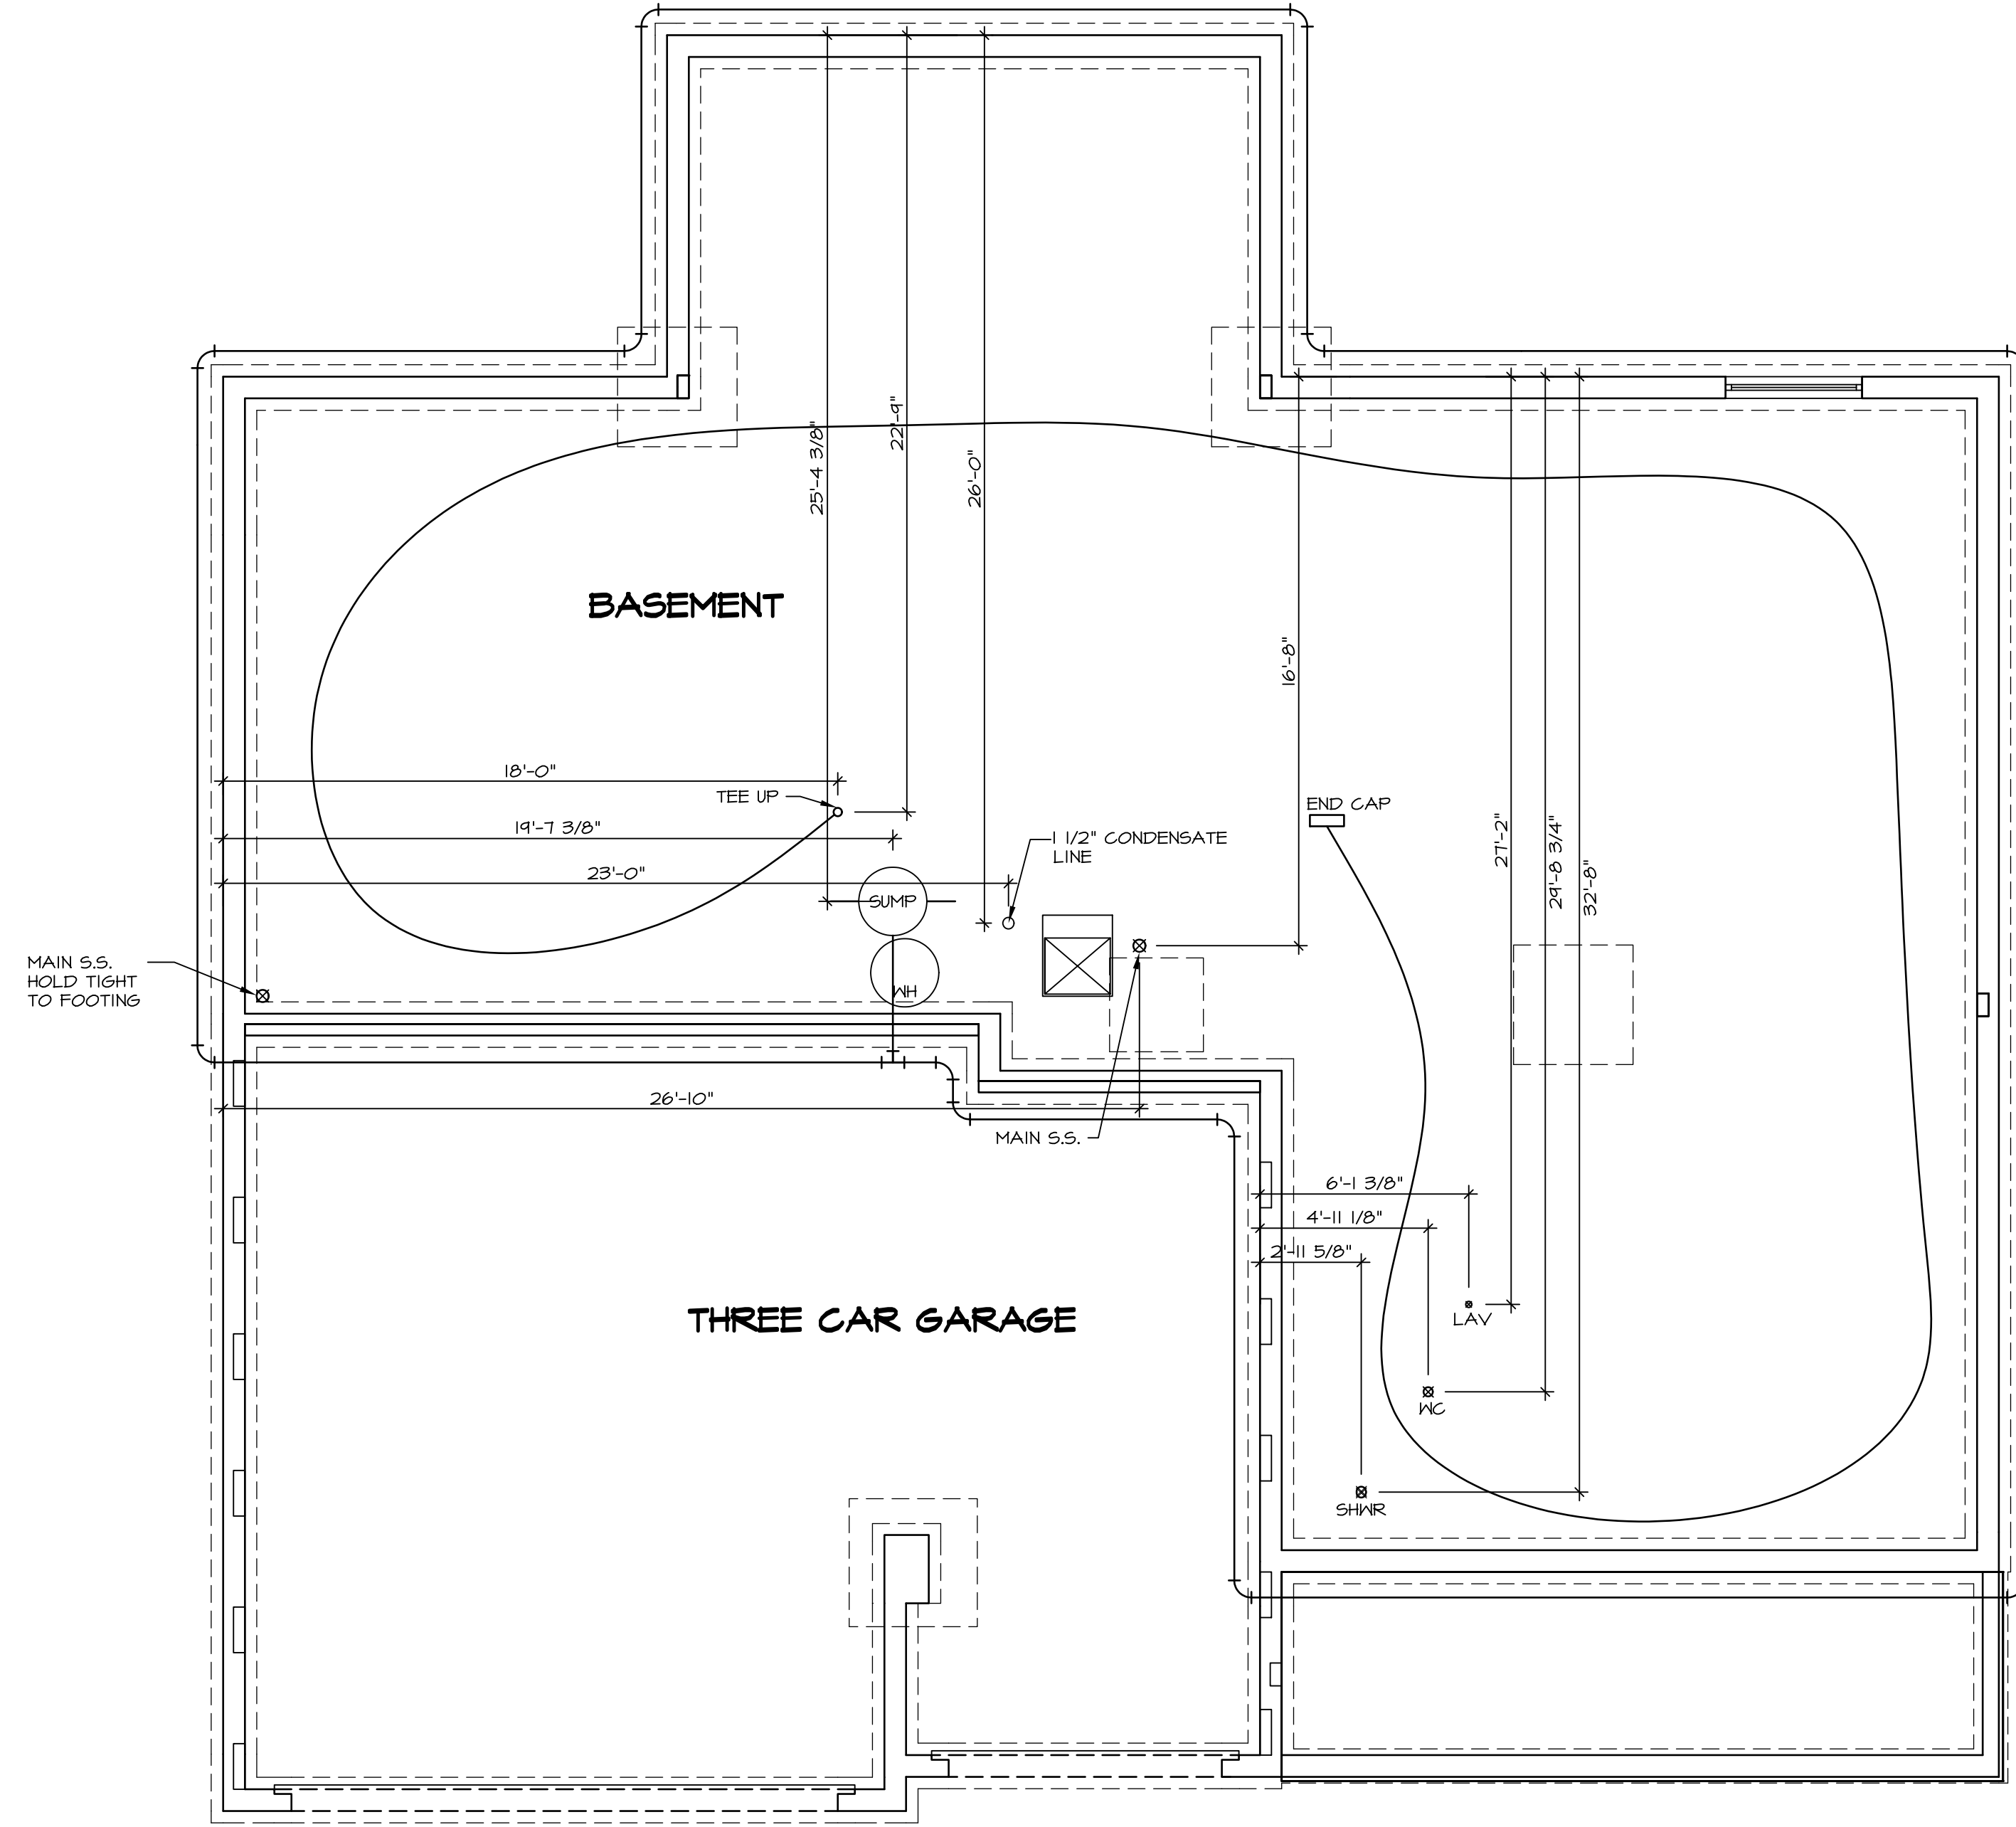 25'-4 3/8"
22'-9"
26'-0"
BASEMENT
16'-8"
18'-0"
TEE UP
END CAP
19'-7 3/8"
1 1/2" CONDENSATE
LINE
27'-2"
29'-8 3/4"
32'-8"
23'-0"
SUMP
MAIN S.S.
HOLD TIGHT
TO FOOTING
WH
26'-10"
MAIN S.S.
6'-1 3/8"
4'-11 1/8"
2'-11 5/8"
THREE CAR GARAGE
LAV
WC
SHWR